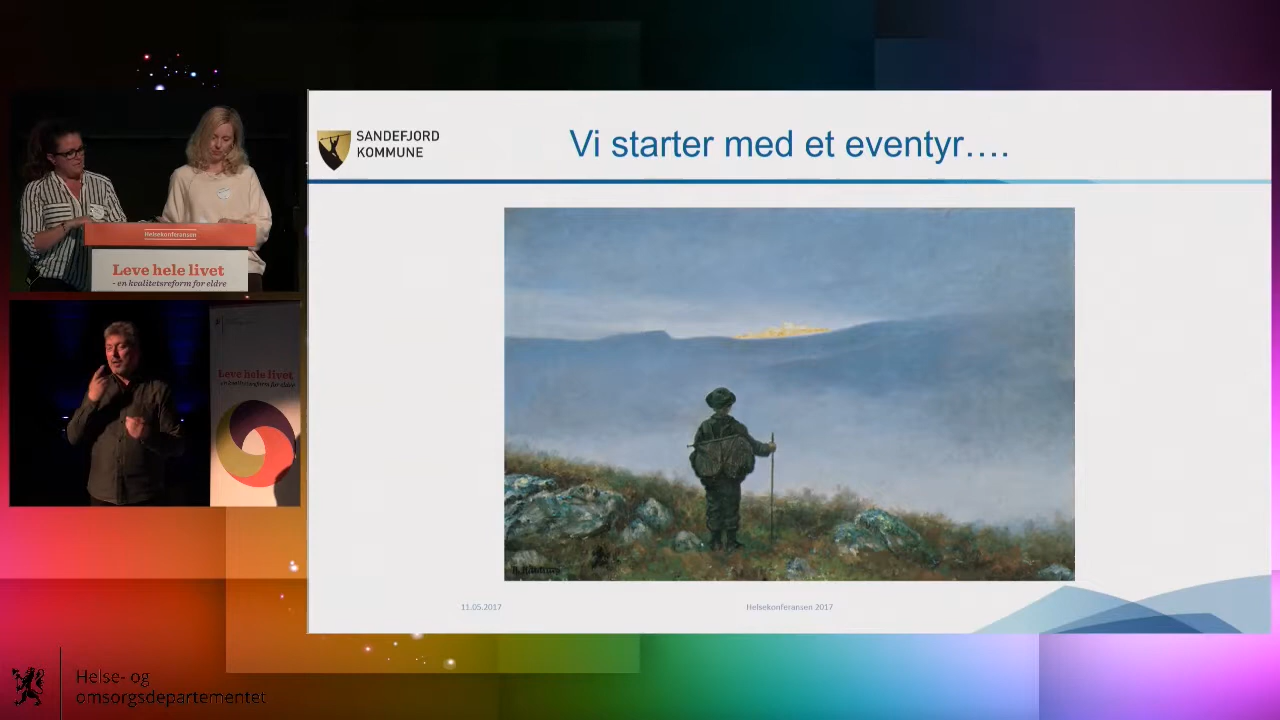 SANDEFJORD
KOMMUNE
Vi starter med et eventyr....
11.05.2017
Helsekonferansen 2017
Helsekonferansen
Leve hele livet
- en kvalitetsreform for eldre
Leve hele livet
- en kvalitetsreform for eldre
Helse- og
omsorgsdepartementet